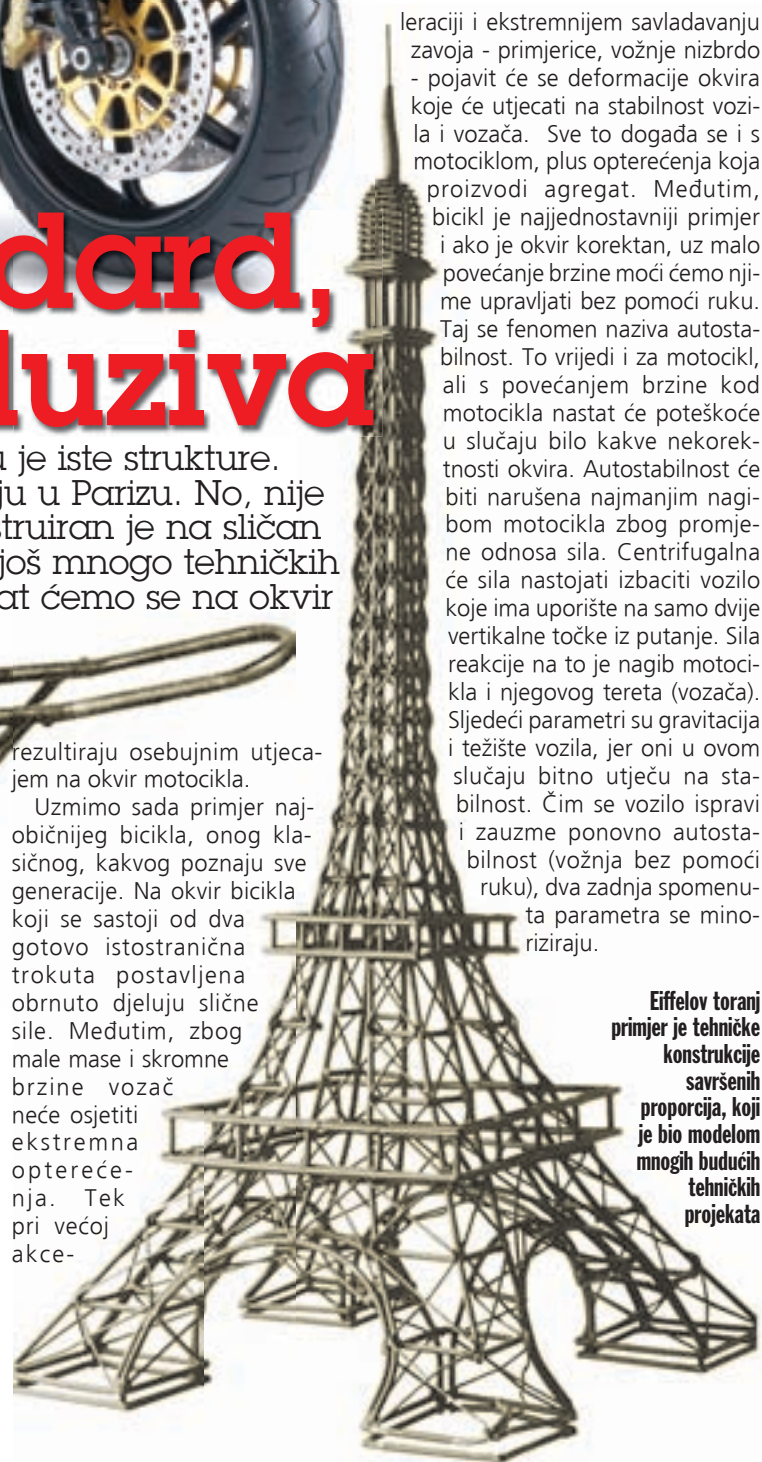 dard,
luziva
u je iste strukture.
ju u Parizu. No, nije
struiran je na sličan
još mnogo tehničkih
at ćemo se na okvir
rezultiraju osebujnim utjeca-
jem na okvir motocikla.
Uzmimo sada primjer naj-
običnijeg bicikla, onog kla-
sičnog, kakvog poznaju sve
generacije. Na okvir bicikla
koji se sastoji od dva
gotovo istostranična
trokuta postavljena
obrnuto djeluju slične
sile. Međutim, zbog
male mase i skromne
brzine vozač
neće osjetiti
ekstremna
optereće-
nja. Tek
pri većoj
akce-
leraciji i ekstremnijem savladavanju
zavoja - primjerice, vožnje nizbrdo
- pojavit će se deformacije okvira
koje će utjecati na stabilnost vozi-
la i vozača. Sve to događa se i s
motociklom, plus opterećenja koja
proizvodi agregat. Međutim,
bicikl je najjednostavniji primjer
i ako je okvir korektan, uz malo
povećanje brzine moći ćemo nji-
me upravljati bez pomoći ruku.
Taj se fenomen naziva autosta-
bilnost. To vrijedi i za motocikl,
ali s povećanjem brzine kod
motocikla nastat će poteškoće
u slučaju bilo kakve nekorek-
tnosti okvira. Autostabilnost će
biti narušena najmanjim nagi-
bom motocikla zbog promje-
ne odnosa sila. Centrifugalna
će sila nastojati izbaciti vozilo
koje ima uporište na samo dvije
vertikalne točke iz putanje. Sila
reakcije na to je nagib motoci-
kla i njegovog tereta (vozača).
Sljedeći parametri su gravitacija
i težište vozila, jer oni u ovom
slučaju bitno utječu na sta-
bilnost. Čim se vozilo ispravi
i zauzme ponovno autosta-
bilnost (vožnja bez pomoći
ruku), dva zadnja spomenu-
ta parametra se mino-
riziraju.
Eiffelov toranj
primjer je tehničke
konstrukcije
savršenih
proporcija, koji
je bio modelom
mnogih budućih
tehničkih
projekata